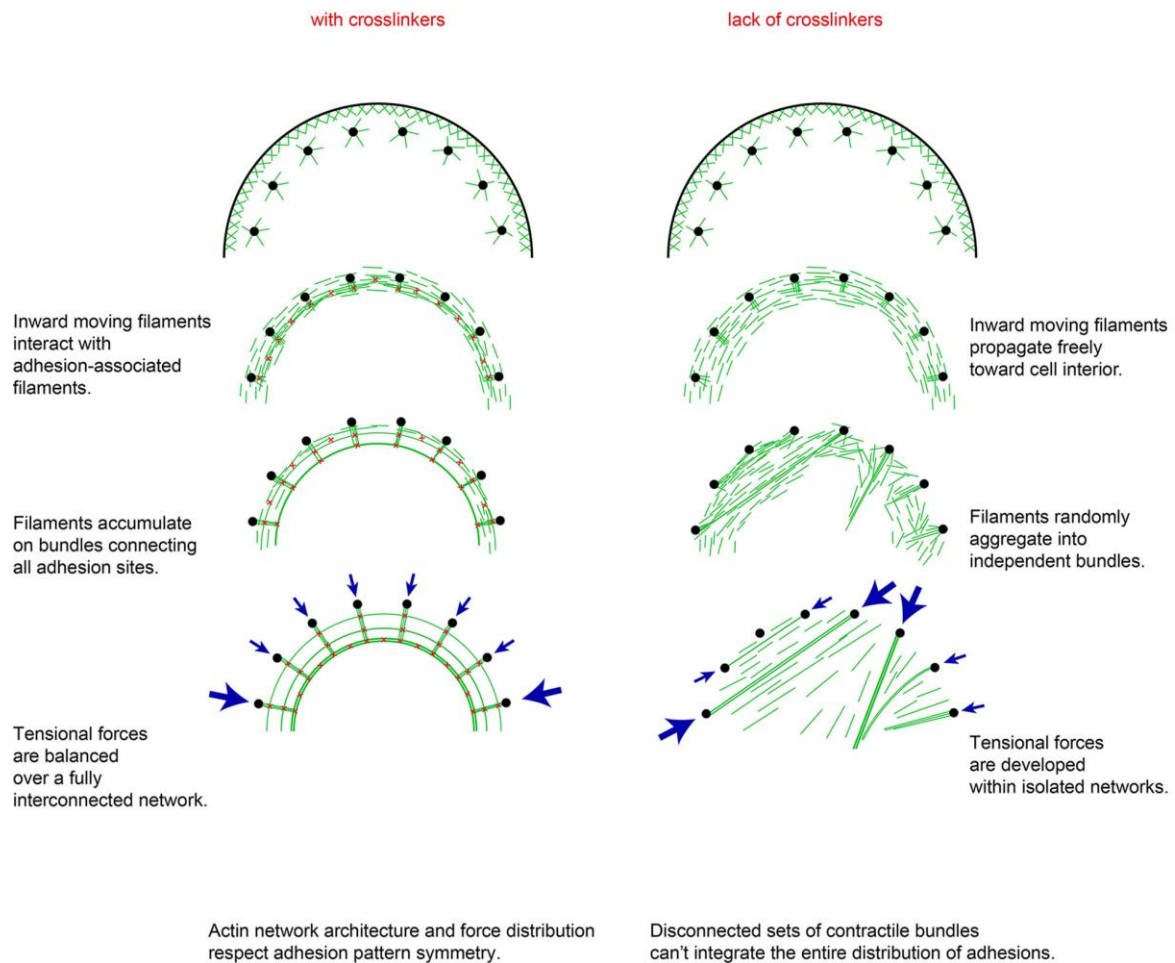 with crosslinkers
lack of crosslinkers
Inward moving filaments
interact with
adhesion-associated
filaments.
Inward moving filaments
propagate freely
toward cell interior.
Filaments accumulate
on bundles connecting
all adhesion sites.
Filaments randomly
aggregate into
independent bundles.
Tensional forces
are balanced
over a fully
interconnected network.
Tensional forces
are developed
within isolated networks.
Actin network architecture and force distribution
respect adhesion pattern symmetry.
Disconnected sets of contractile bundles
can't integrate the entire distribution of adhesions.